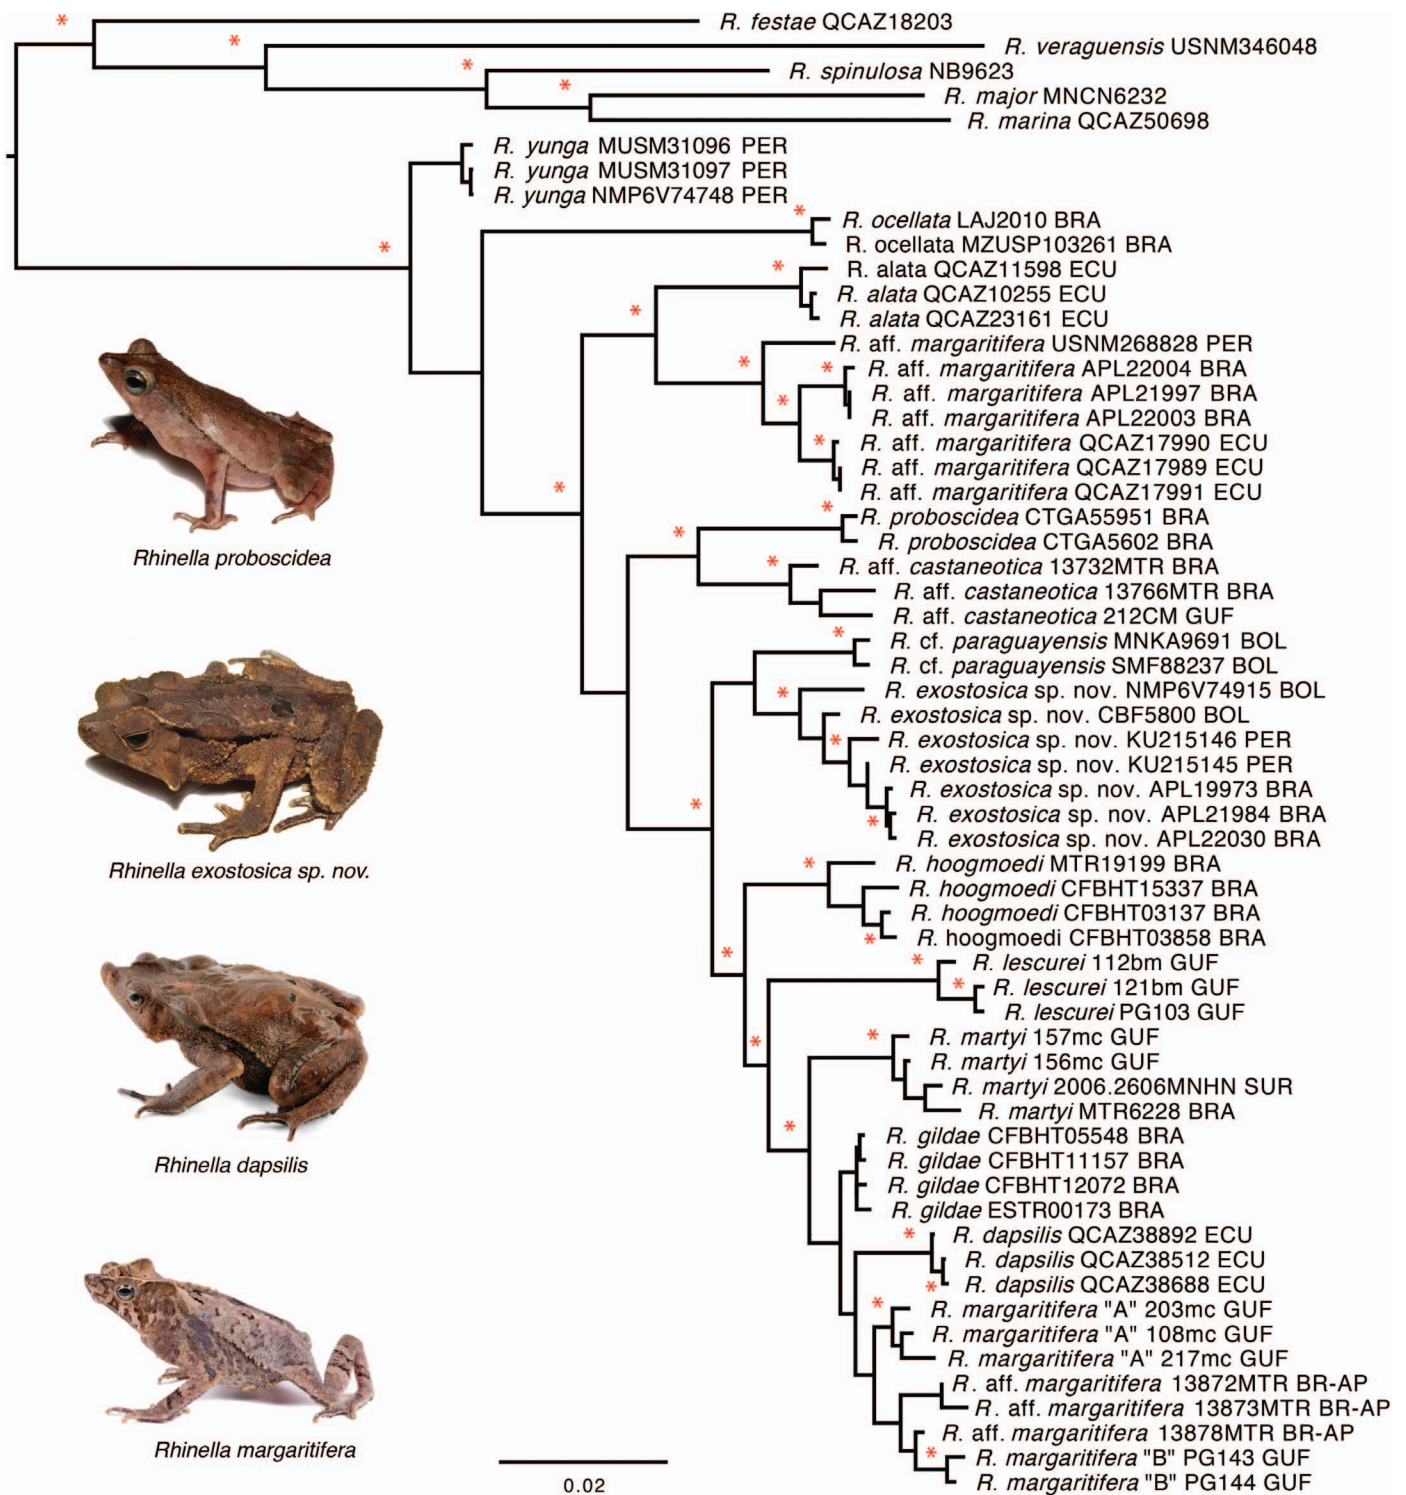 R. festae QCAZ18203
R. veraguensis USNM346048
R. spinulosa NB9623
R. major MNCN6232
R. marina QCAZ50698
R. yunga MUSM31096 PER
R. yunga MUSM31097 PER
R. yunga NMP6V74748 PER
R. ocellata LAJ2010 BRA
R. ocellata MZUSP103261 BRA
R. alata QCAZ11598 ECU
R. alata QCAZ10255 ECU
R. alata QCAZ23161 ECU
R. aff. margaritifera USNM268828 PER
R. aff. margaritifera APL22004 BRA
R. aff. margaritifera APL21997 BRA
R. aff. margaritifera APL22003 BRA
R. aff. margaritifera QCAZ17990 ECU
R. aff. margaritifera QCAZ17989 ECU
R. aff. margaritifera QCAZ17991 ECU
R. proboscidea CTGA55951 BRA
R. proboscidea CTGA5602 BRA
R. aff. castaneotica 13732MTR BRA
R. aff. castaneotica 13766MTR BRA
R. aff. castaneotica 212CM GUF
R. cf. paraguayensis MNKA9691 BOL
R. cf. paraguayensis SMF88237 BOL
R. exostosica sp. nov. NMP6V74915 BOL
R. exostosica sp. nov. CBF5800 BOL
R. exostosica sp. nov. KU215146 PER
R. exostosica sp. nov. KU215145 PER
R. exostosica sp. nov. APL19973 BRA
R. exostosica sp. nov. APL21984 BRA
R. exostosica sp. nov. APL22030 BRA
R. hoogmoedi MTR19199 BRA
R. hoogmoedi CFBHT15337 BRA
R. hoogmoedi CFBHT03137 BRA
R. hoogmoedi CFBHT03858 BRA
R. lescurei 112bm GUF
R. lescurei 121bm GUF
R. lescurei PG103 GUF
R. martyi 157mc GUF
R. martyi 156mc GUF
R. martyi 2006.2606MNHN SUR
R. martyi MTR6228 BRA
R. gildae CFBHT05548 BRA
R. gildae CFBHT11157 BRA
R. gildae CFBHT12072 BRA
R. gildae ESTR00173 BRA
R. dapsilis QCAZ38892 ECU
R. dapsilis QCAZ38512 ECU
R. dapsilis QCAZ38688 ECU
R. margaritifera "A" 203mc GUF
R. margaritifera "A" 108mc GUF
R. margaritifera "A" 217mc GUF
R. aff. margaritifera 13872MTR BR-AP
R. aff. margaritifera 13873MTR BR-AP
R. aff. margaritifera 13878MTR BR-AP
R. margaritifera "B" PG143 GUF
R. margaritifera "B" PG144 GUF
Rhinella proboscidea
Rhinella exostosica sp. nov.
Rhinella dapsilis
Rhinella margaritifera
0.02